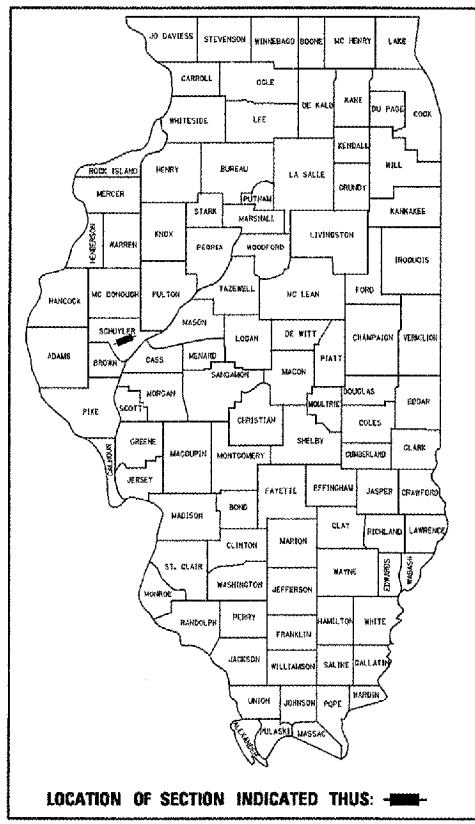 JO DAVIESS STEVENSON WINNEBAGO BOONE MC HENRY LAKE
CARROLL OGLE
DE KALB KANE DU PAGE COOK
WHITESIDE LEE
KENDALL
ROCK ISLAND HENRY BUREAU LA SALLE WILL
GRUNDY
MERCER PUTNAM
STARK MARSHALL KANKAKEE
HENDERSON WARREN KNOX PEORIA WOODFORD LIVINGSTON
IROQUOIS
HANCOCK MC DONOUGH FULTON TAZEWELL MC LEAN FORD
MASON
SCHUYLER LOGAN DE WITT CHAMPAIGN VERMILION
ADAMS BROWN CASS MENARD PIATT
SANGAMON MACON
PIKE SCOTT MORGAN CHRISTIAN MOULTRIE DOUGLAS EDGAR
COLES
CALHOUN GREENE MACOUPIN MONTGOMERY SHELBY CUMBERLAND CLARK
JERSEY
FAYETTE EFFINGHAM JASPER CRAWFORD
MADISON BOND
CLAY RICHLAND LAWRENCE
CLINTON MARION
ST. CLAIR WAYNE EDWARDS WABASH
WASHINGTON JEFFERSON
MONROE
RANDOLPH PERRY HAMILTON WHITE
FRANKLIN
JACKSON WILLIAMSON SALINE GALLATIN
UNION JOHNSON POPE HARDIN
ALEXANDER PULASKI MASSAC
LOCATION OF SECTION INDICATED THUS: